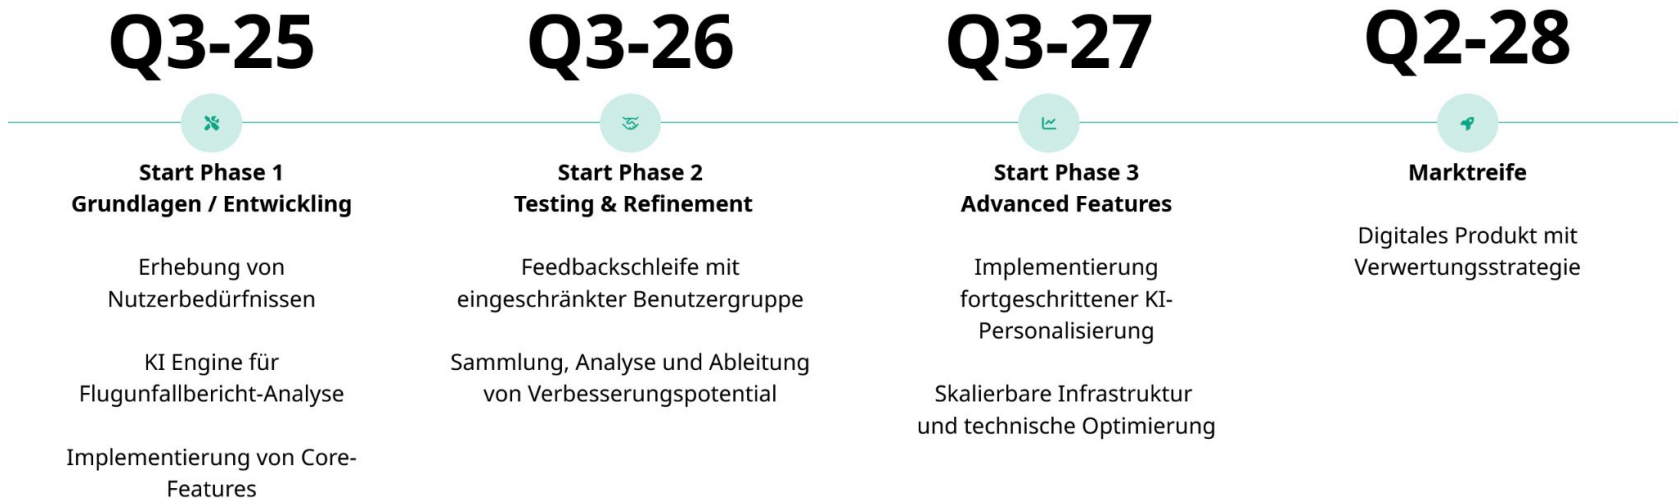 Q3-25
Start Phase 1
Grundlagen / Entwickling
Erhebung von
Nutzerbedürfnissen
KI Engine für
Flugunfallbericht-Analyse
Implementierung von Core-
Features
Q3-26
Start Phase 2
Testing & Refinement
Feedbackschleife mit
eingeschränkter Benutzergruppe
Sammlung, Analyse und Ableitung
von Verbesserungspotential
Q3-27
Start Phase 3
Advanced Features
Implementierung
fortgeschrittener KI-
Personalisierung
Skalierbare Infrastruktur
und technische Optimierung
Q2-28
Marktreife
Digitales Produkt mit
Verwertungsstrategie